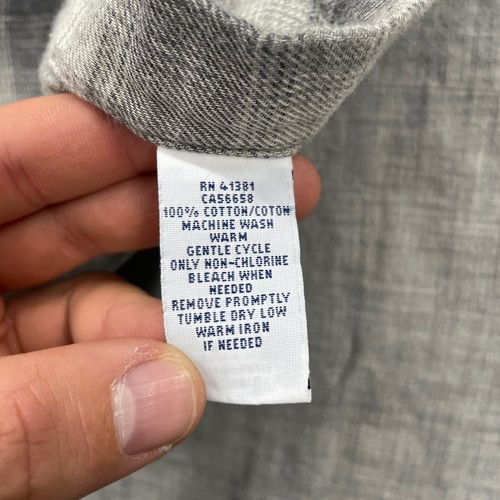 RN 41381
CA56658
100% COTTON/COTON
MACHINE WASH
WARM
GENTLE CYCLE
ONLY NON-CHLORINE
BLEACH WHEN
NEEDED
REMOVE PROMPTLY
TUMBLE DRY LOW
WARM IRON
IF NEEDED